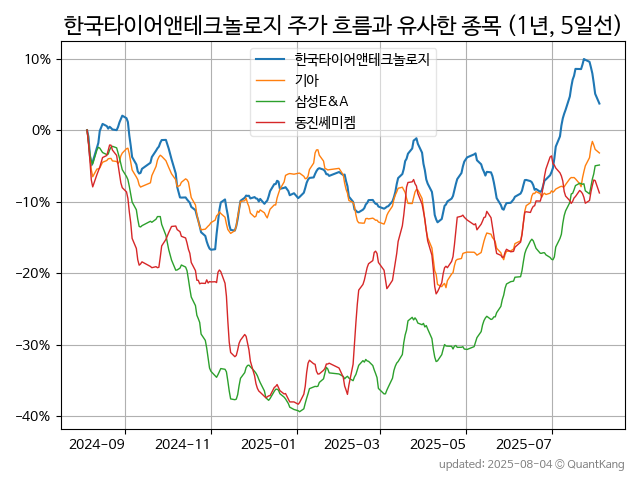 한국타이어앤테크놀로지 주가 흐름과 유사한 종목 (1년, 5일선)
한국타이어앤테크놀로지
기아
삼성E&A
동진쎄미켐
10%
0%
−10%
−20%
−30%
−40%
2024-09 2024-11 2025-01 2025-03 2025-05 2025-07
updated: 2025-08-04 © QuantKang